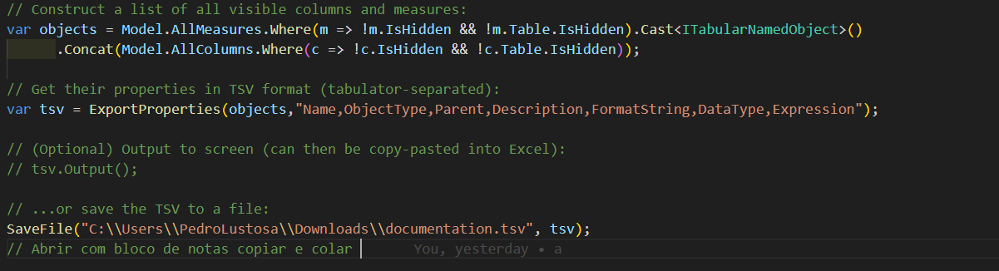 // Construct a list of all visible columns and measures:
var objects = Model.AllMeasures.Where(m => !m.IsHidden && !m.Table.IsHidden).Cast<ITabularNamedObject>()
.Concat(Model.AllColumns.Where(c => !c.IsHidden && !c.Table.IsHidden));
// Get their properties in TSV format (tabulator-separated):
var tsv = ExportProperties(objects,"Name,ObjectType,Parent,Description,FormatString,DataType,Expression");
// (Optional) Output to screen (can then be copy-pasted into Excel):
// tsv.Output();
// ...or save the TSV to a file:
SaveFile("C:\\Users\\PedroLustosa\\Downloads\\documentation.tsv", tsv);
// Abrir com bloco de notas copiar e colar You, yesterday • a